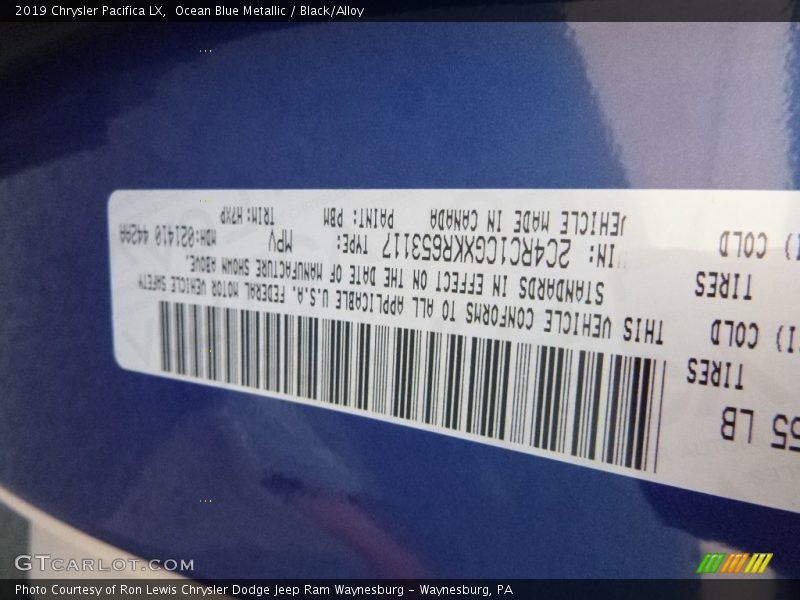 2019 Chrysler Pacifica LX,  Ocean Blue Metallic / Black/Alloy
55 LB
TIRES
I) COLD
TIRES
I) COLD
THIS VEHICLE CONFORMS TO ALL APPLICABLE U.S.A. FEDERAL MOTOR VEHICLE SAFETY
STANDARDS IN EFFECT ON THE DATE OF MANUFACTURE SHOWN ABOVE.
IN: 2C4RC1CGXKR653117 TYPE: MPV MDH:021410 442AA
VEHICLE MADE IN CANADA PAINT: PBM TRIM: H7XP
GTCARLOT.COM
Photo Courtesy of Ron Lewis Chrysler Dodge Jeep Ram Waynesburg - Waynesburg, PA